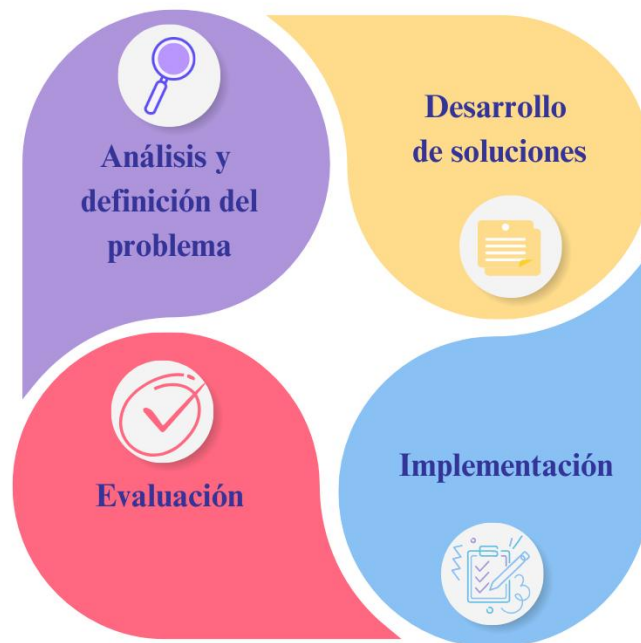 Análisis y
definición del
problema
Desarrollo
de soluciones
Implementación
Evaluación